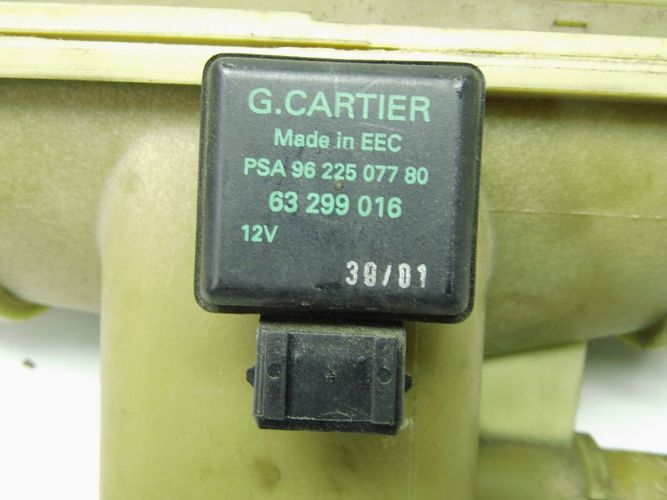 G.CARTIER
Made in EEC
PSA 96 225 077 80
63 299 016
12V
39/01